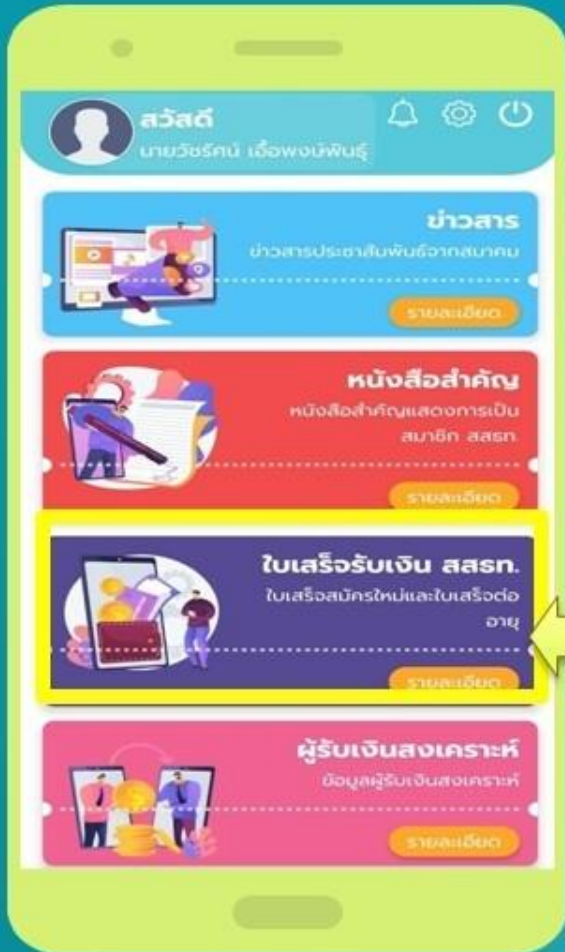 สวัสดี
นายวัชรัศน์ เอื้อพงษ์พันธุ์
ข่าวสาร
ข่าวสารประชาสัมพันธ์จากสมาคม
รายละเอียด
หนังสือสำคัญ
หนังสือสำคัญแสดงการเป็น
สมาชิก สสธท.
รายละเอียด
ใบเสร็จรับเงิน สสธท.
ใบเสร็จสมัครใหม่และใบเสร็จต่อ
อายุ
รายละเอียด
ผู้รับเงินสงเคราะห์
ข้อมูลผู้รับเงินสงเคราะห์
รายละเอียด